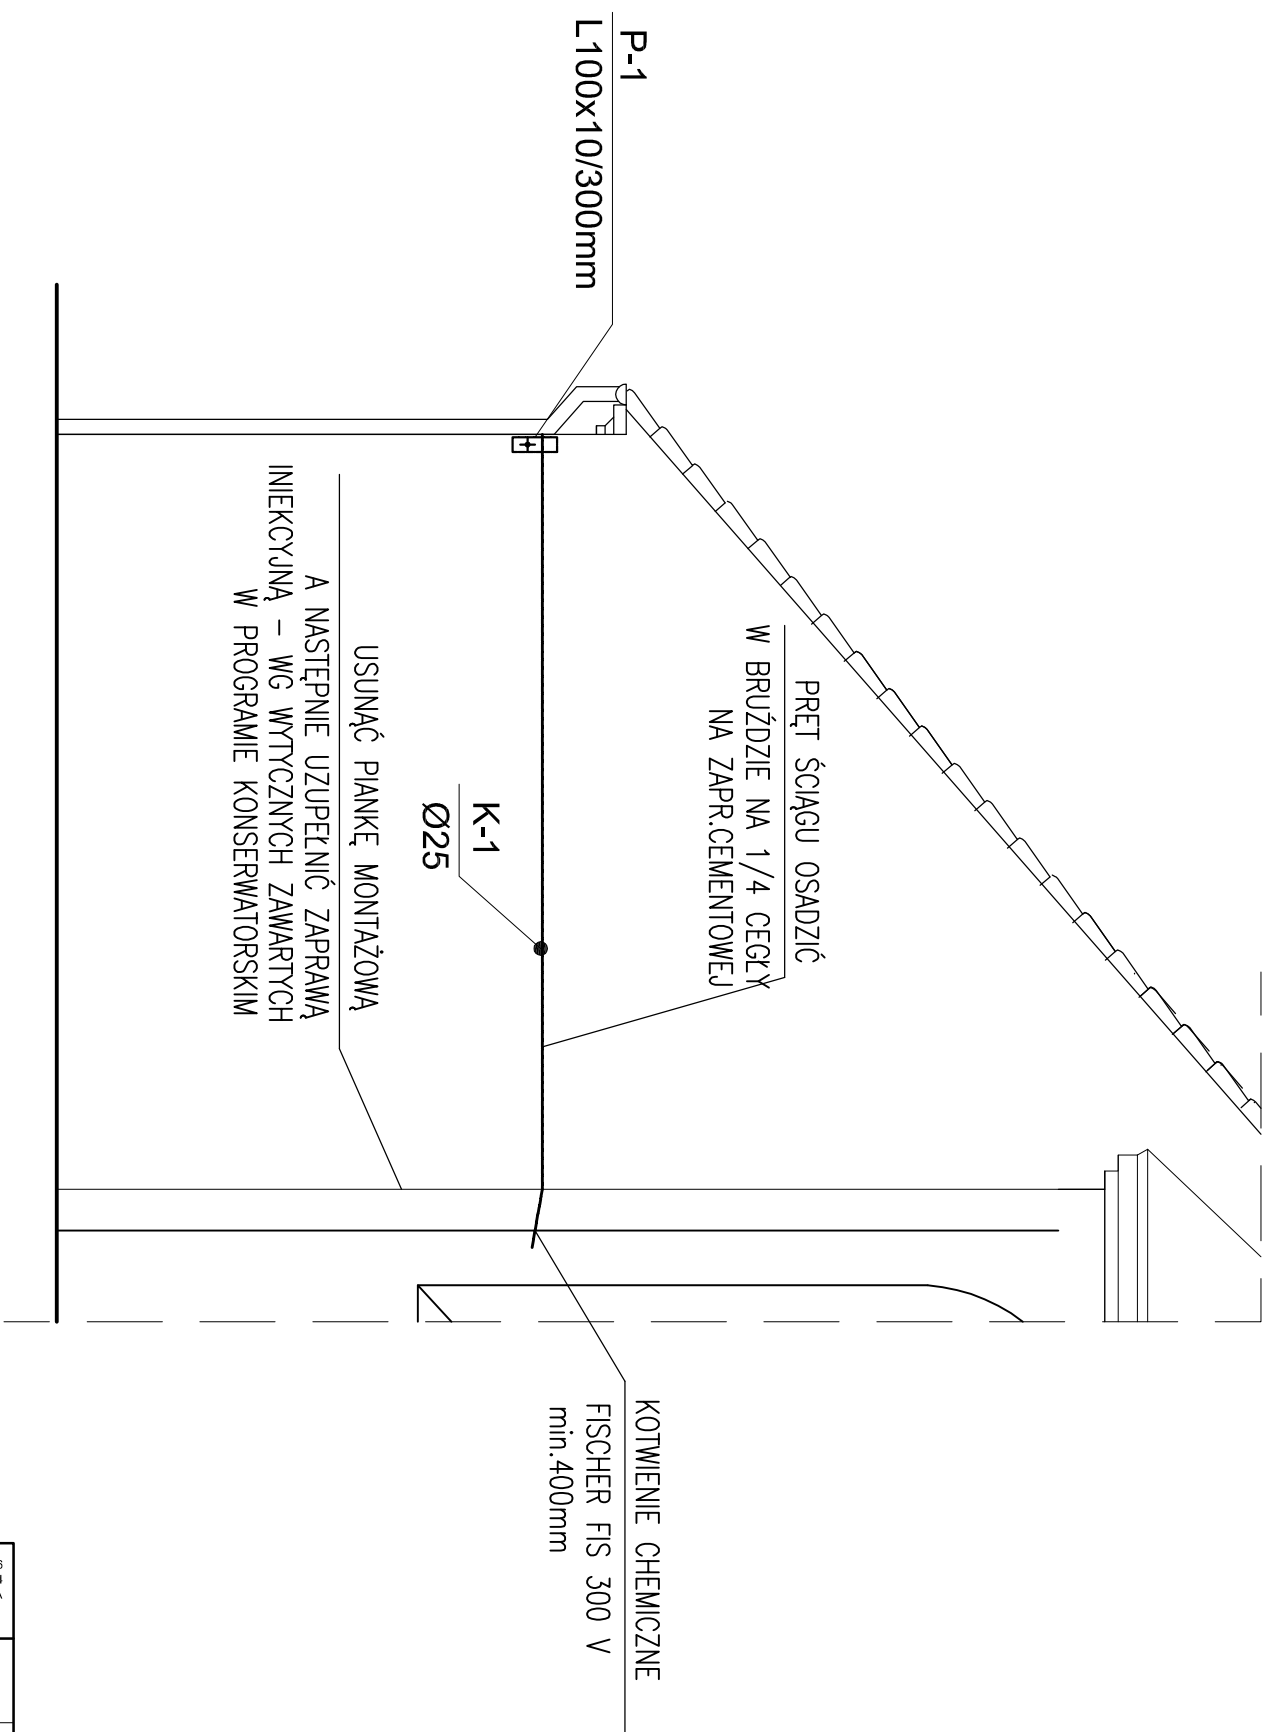 P-1
L100x10/300mm
PRĘT ŚCIĄGU OSADZIĆ
W BRUŹDZIE NA 1/4 CEGŁY
NA ZAPR.CEMENTOWEJ
K-1
Ø25
USUNĄĆ PIANKĘ MONTAŻOWĄ
A NASTĘPNIE UZUPEŁNIĆ ZAPRAWĄ
INIEKCYJNĄ - WG WYTYCZNYCH ZAWARTYCH
W PROGRAMIE KONSERWATORSKIM
KOTWIENIE CHEMICZNE
FISCHER FIS 300 V
min.400mm